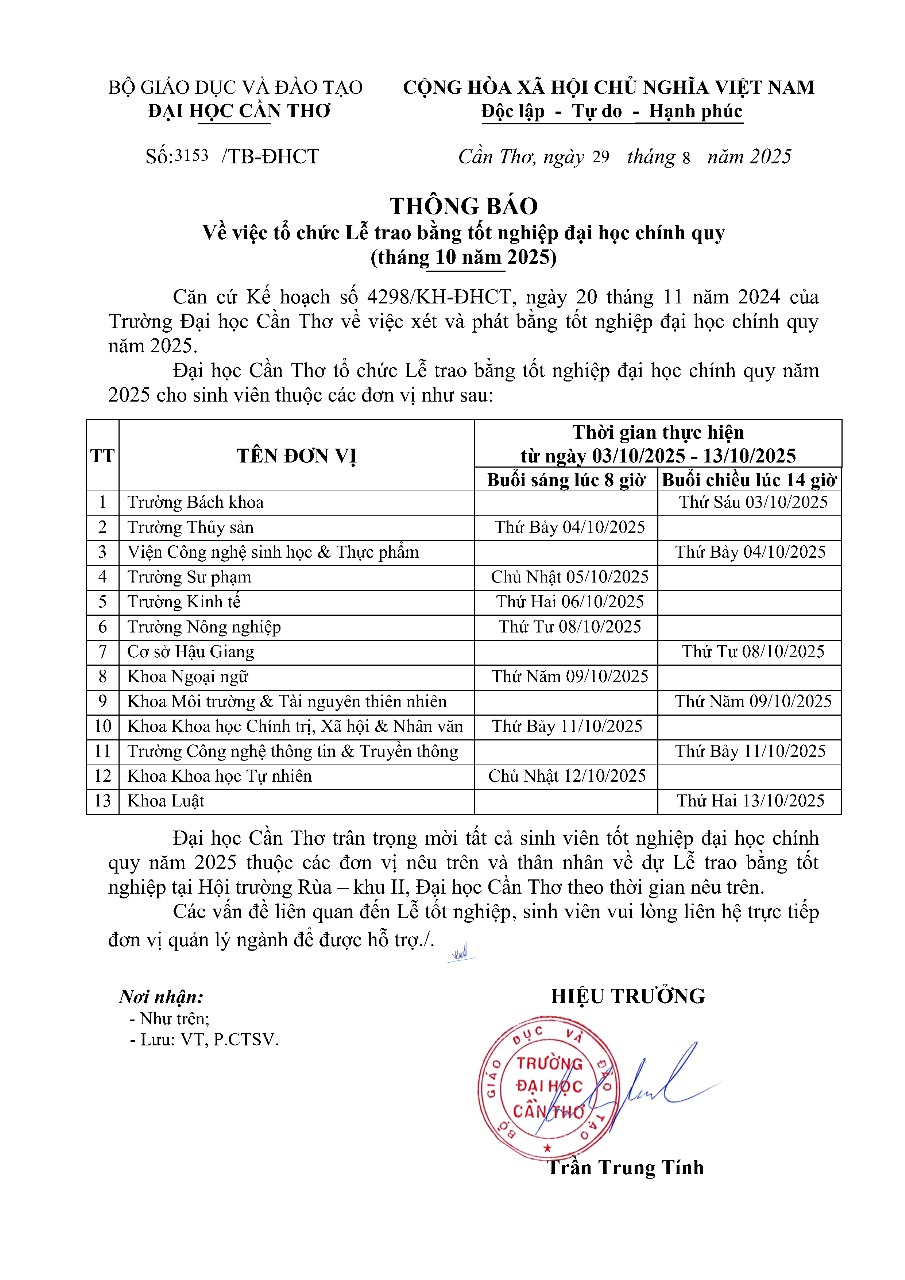 BỘ GIÁO DỤC VÀ ĐÀO TẠO
ĐẠI HỌC CẦN THƠ
CỘNG HÒA XÃ HỘI CHỦ NGHĨA VIỆT NAM
Độc lập - Tự do - Hạnh phúc
Số:3153 /TB-ĐHCT
Cần Thơ, ngày 29 tháng 8 năm 2025
THÔNG BÁO
Về việc tổ chức Lễ trao bằng tốt nghiệp đại học chính quy
(tháng 10 năm 2025)
Căn cứ Kế hoạch số 4298/KH-ĐHCT, ngày 20 tháng 11 năm 2024 của
Trường Đại học Cần Thơ về việc xét và phát bằng tốt nghiệp đại học chính quy
năm 2025.
Đại học Cần Thơ tổ chức Lễ trao bằng tốt nghiệp đại học chính quy năm
2025 cho sinh viên thuộc các đơn vị như sau:
TT TÊN ĐƠN VỊ Thời gian thực hiện
từ ngày 03/10/2025 - 13/10/2025
Buổi sáng lúc 8 giờ Buổi chiều lúc 14 giờ
1 Trường Bách khoa Thứ Sáu 03/10/2025
2 Trường Thủy sản Thứ Bảy 04/10/2025
3 Viện Công nghệ sinh học & Thực phẩm Thứ Bảy 04/10/2025
4 Trường Sư phạm Chủ Nhật 05/10/2025
5 Trường Kinh tế Thứ Hai 06/10/2025
6 Trường Nông nghiệp Thứ Tư 08/10/2025
7 Cơ sở Hậu Giang Thứ Tư 08/10/2025
8 Khoa Ngoại ngữ Thứ Năm 09/10/2025
9 Khoa Môi trường & Tài nguyên thiên nhiên Thứ Năm 09/10/2025
10 Khoa Khoa học Chính trị, Xã hội & Nhân văn Thứ Bảy 11/10/2025
11 Trường Công nghệ thông tin & Truyền thông Thứ Bảy 11/10/2025
12 Khoa Khoa học Tự nhiên Chủ Nhật 12/10/2025
13 Khoa Luật Thứ Hai 13/10/2025
Đại học Cần Thơ trân trọng mời tất cả sinh viên tốt nghiệp đại học chính
quy năm 2025 thuộc các đơn vị nêu trên và thân nhân về dự Lễ trao bằng tốt
nghiệp tại Hội trường Rùa – khu II, Đại học Cần Thơ theo thời gian nêu trên.
Các vấn đề liên quan đến Lễ tốt nghiệp, sinh viên vui lòng liên hệ trực tiếp
đơn vị quản lý ngành để được hỗ trợ./.
Nơi nhận:
- Như trên;
- Lưu: VT, P.CTSV.
HIỆU TRƯỞNG
BỘ GIÁO DỤC VÀ ĐÀO TẠO
TRƯỜNG
ĐẠI HỌC
CẦN THƠ
Trần Trung Tính